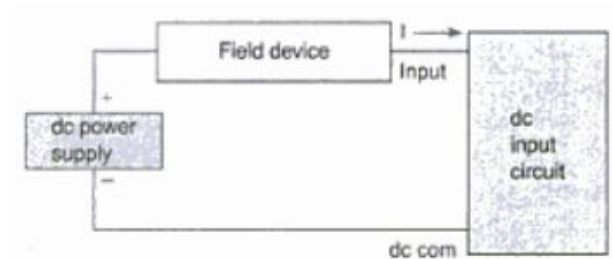 Field device
I
Input
+
dc power
supply
−
dc
input
circuit
dc com